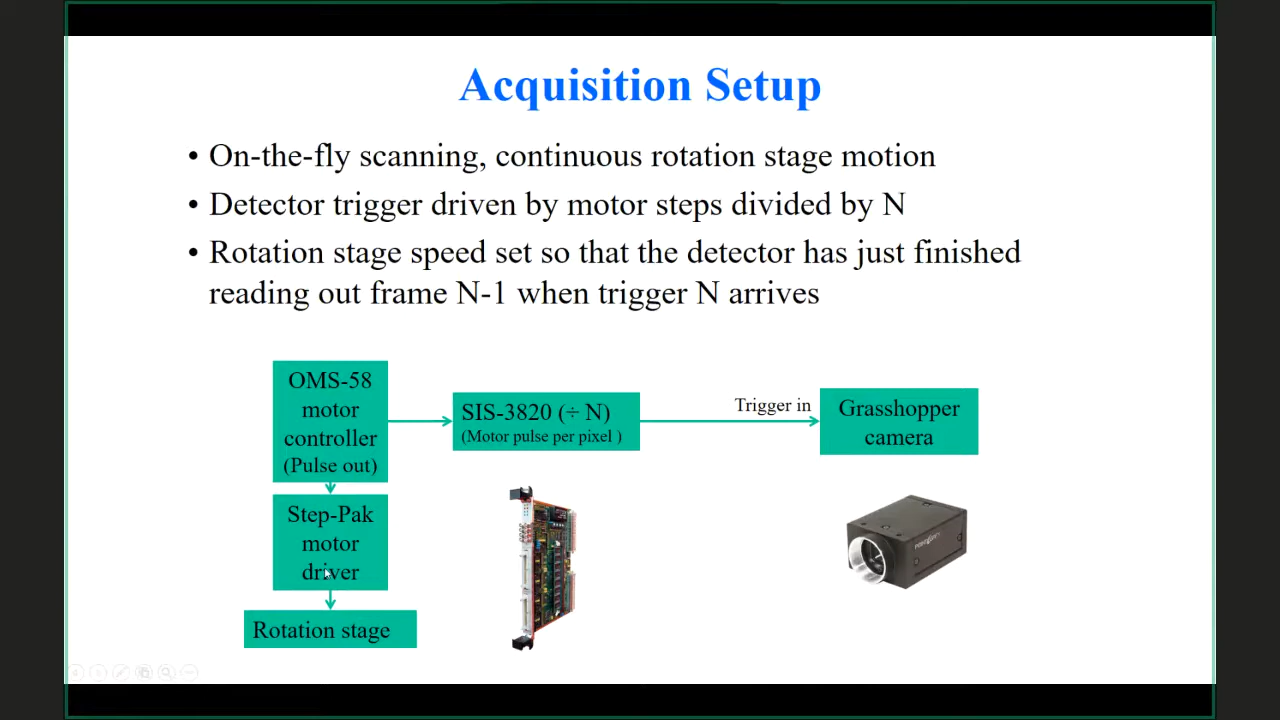 Acquisition Setup
• On-the-fly scanning, continuous rotation stage motion
• Detector trigger driven by motor steps divided by N
• Rotation stage speed set so that the detector has just finished
reading out frame N-1 when trigger N arrives
OMS-58
motor
controller
(Pulse out)
SIS-3820 (÷ N)
(Motor pulse per pixel )
Trigger in
Grasshopper
camera
Step-Pak
motor
driver
Rotation stage